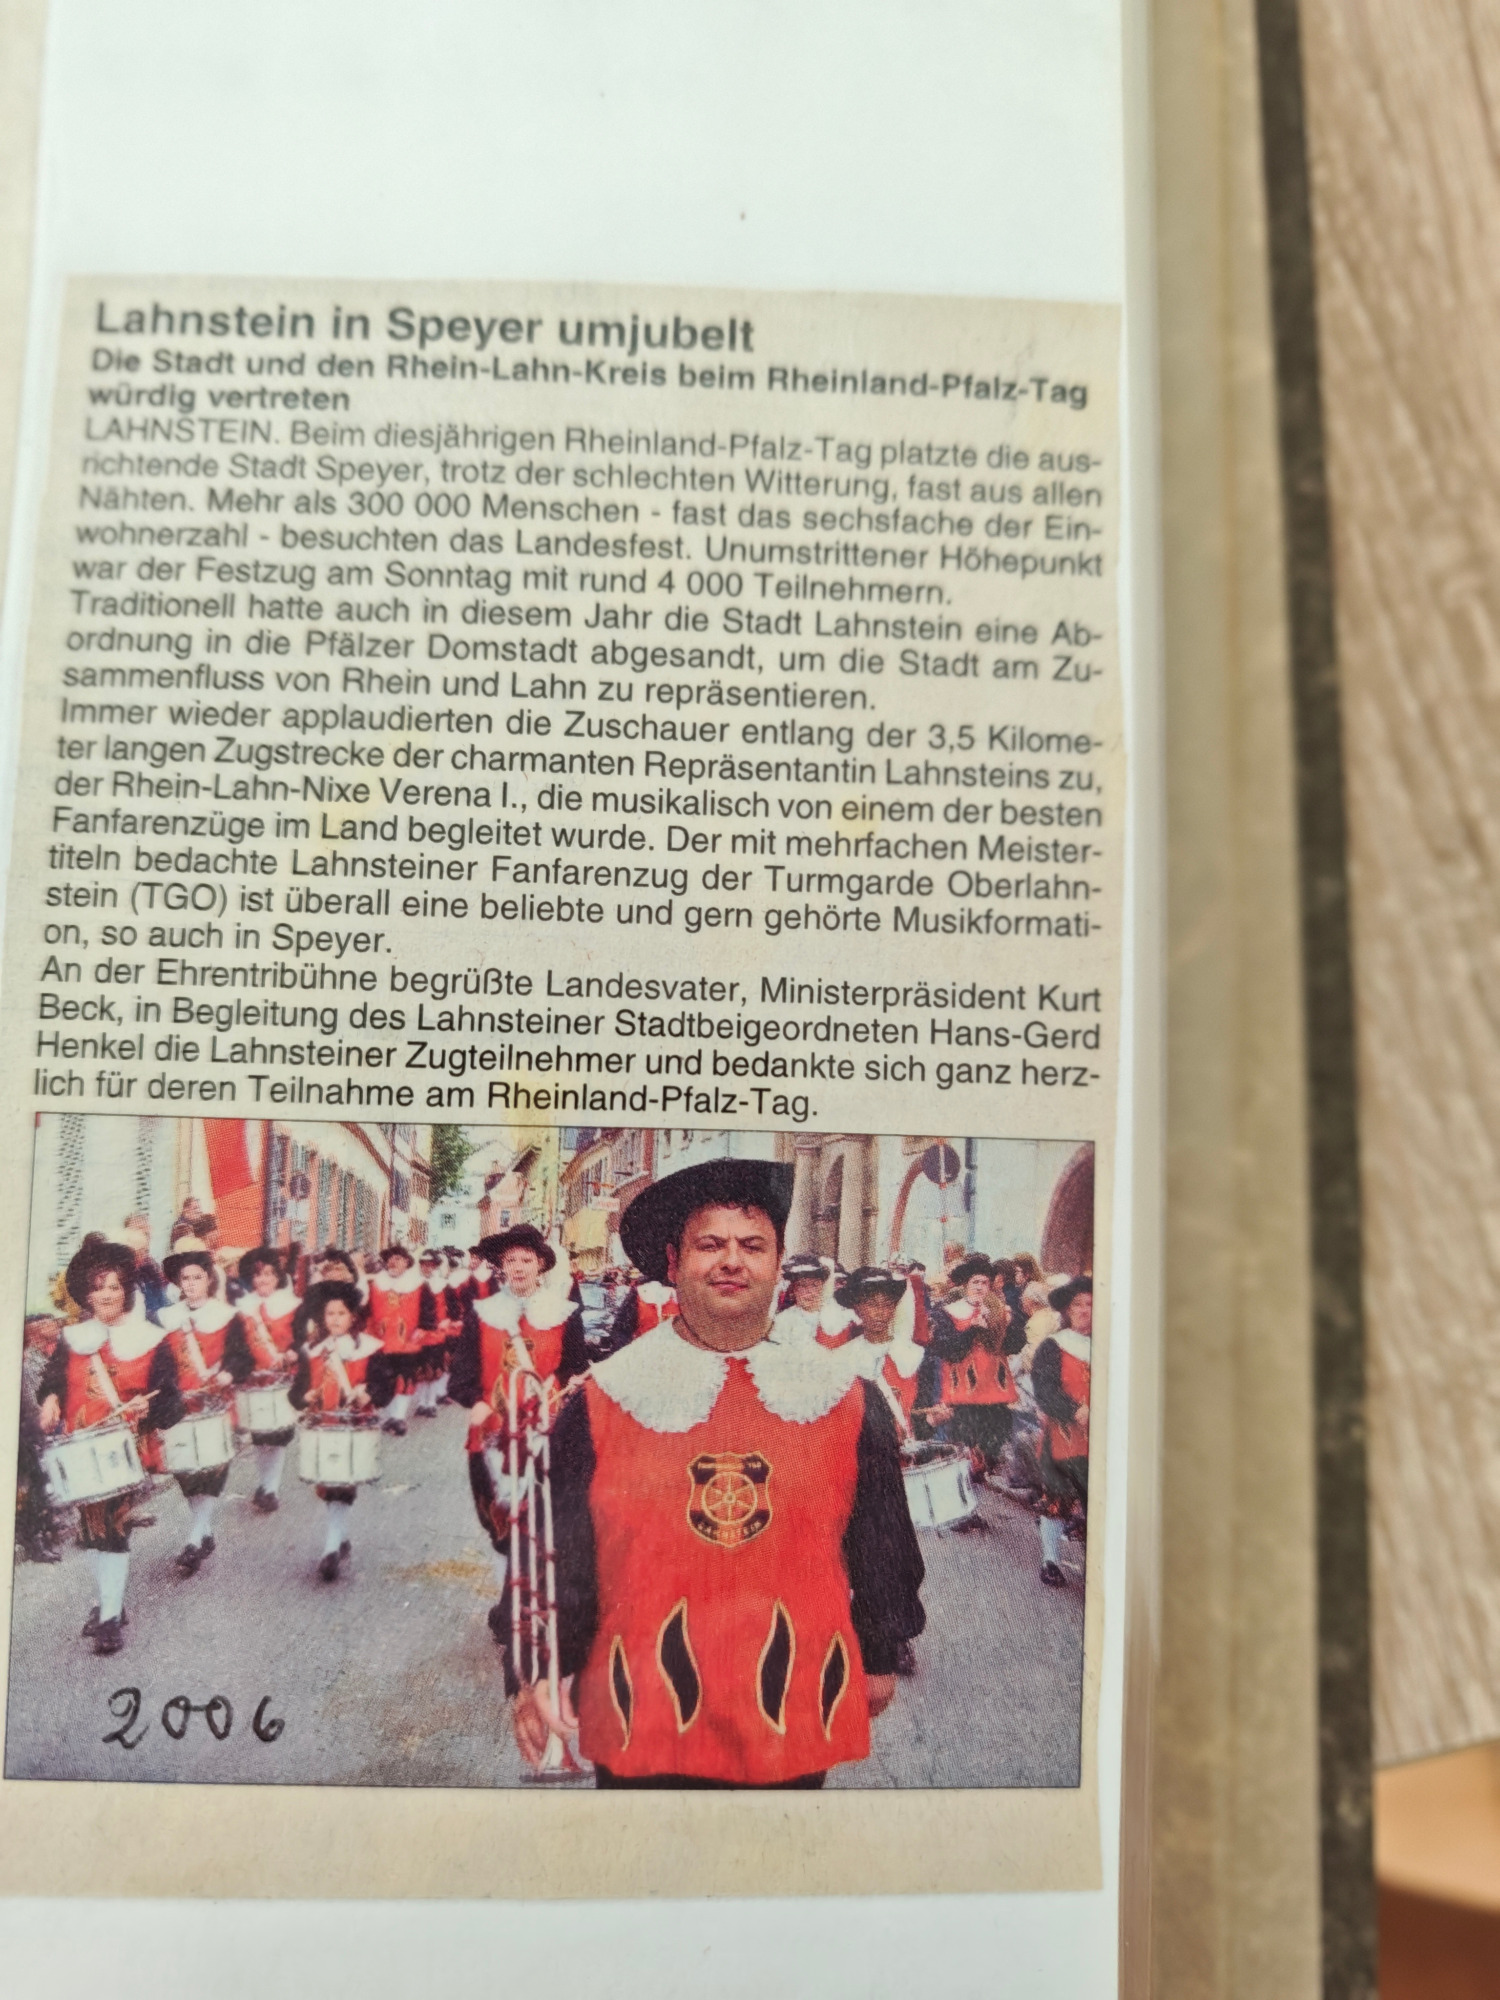 Lahnstein in Speyer umjubelt
Die Stadt und den Rhein-Lahn-Kreis beim Rheinland-Pfalz-Tag
würdig vertreten
LAHNSTEIN. Beim diesjährigen Rheinland-Pfalz-Tag platzte die aus-
richtende Stadt Speyer, trotz der schlechten Witterung, fast aus allen
Nähten. Mehr als 300 000 Menschen - fast das sechsfache der Ein-
wohnerzahl - besuchten das Landesfest. Unumstrittener Höhepunkt
war der Festzug am Sonntag mit rund 4 000 Teilnehmern.
Traditionell hatte auch in diesem Jahr die Stadt Lahnstein eine Ab-
ordnung in die Pfälzer Domstadt abgesandt, um die Stadt am Zu-
sammenfluss von Rhein und Lahn zu repräsentieren.
Immer wieder applaudierten die Zuschauer entlang der 3,5 Kilome-
ter langen Zugstrecke der charmanten Repräsentantin Lahnsteins zu,
der Rhein-Lahn-Nixe Verena I., die musikalisch von einem der besten
Fanfarenzüge im Land begleitet wurde. Der mit mehrfachen Meister-
titeln bedachte Lahnsteiner Fanfarenzug der Turmgarde Oberlahn-
stein (TGO) ist überall eine beliebte und gern gehörte Musikformati-
on, so auch in Speyer.
An der Ehrentribühne begrüßte Landesvater, Ministerpräsident Kurt
Beck, in Begleitung des Lahnsteiner Stadtbeigeordneten Hans-Gerd
Henkel die Lahnsteiner Zugteilnehmer und bedankte sich ganz herz-
lich für deren Teilnahme am Rheinland-Pfalz-Tag.
LAHNSTEIN
2006